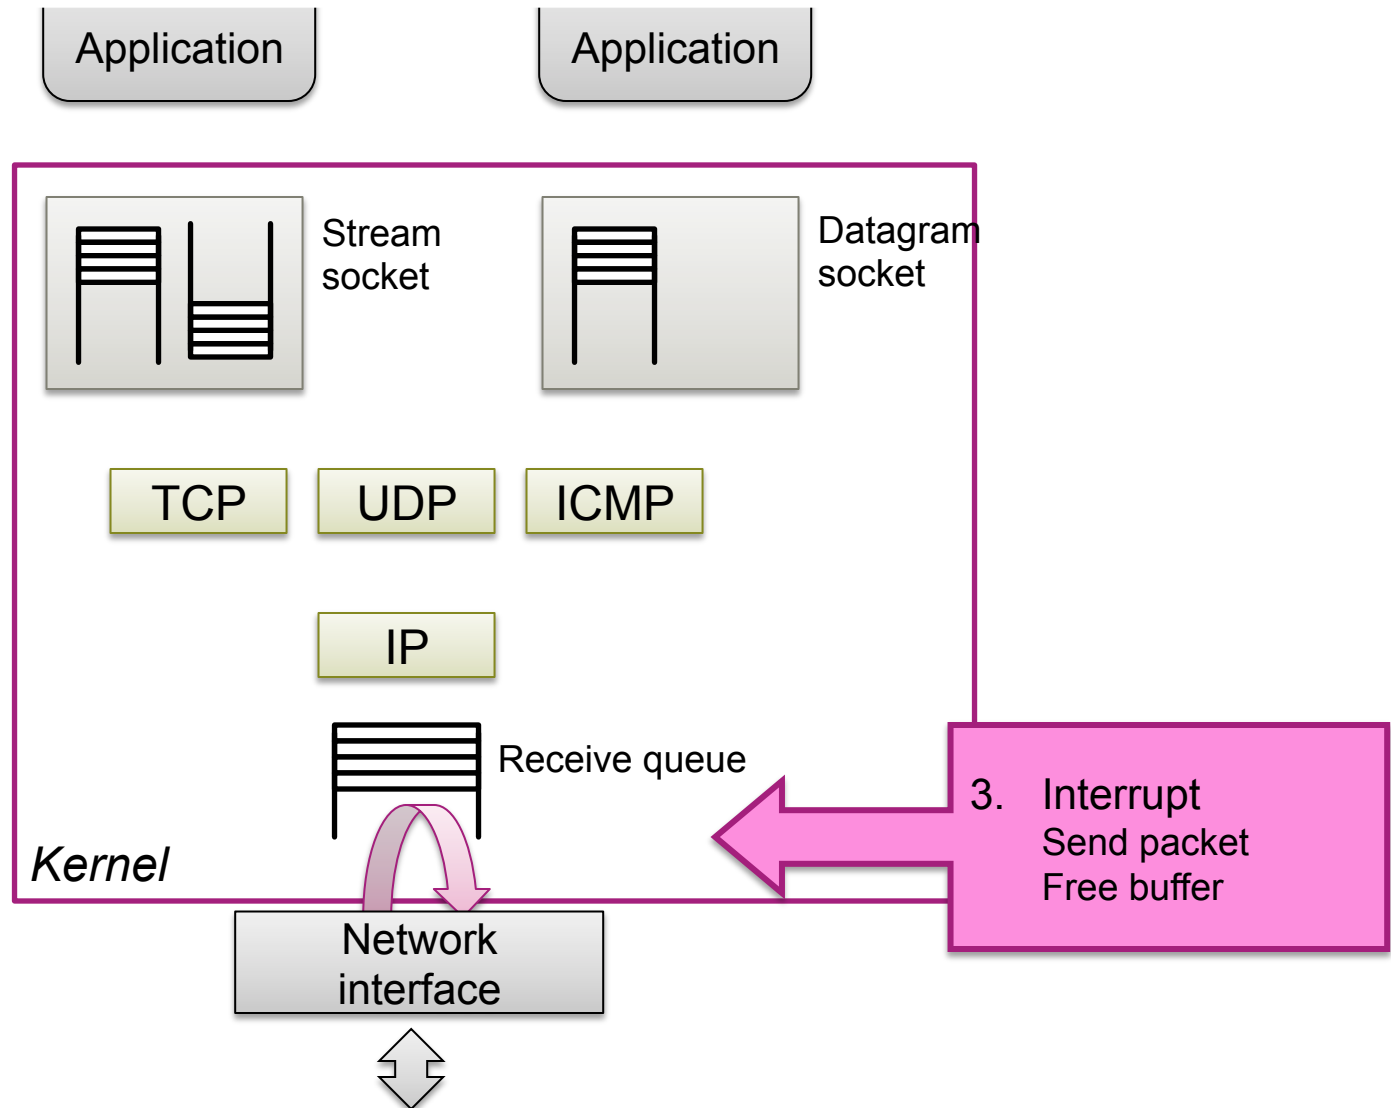 Application
Application
Stream
socket
Datagram
socket
TCP
UDP
ICMP
IP
Receive queue
3. Interrupt
Send packet
Free buffer
Kernel
Network
interface